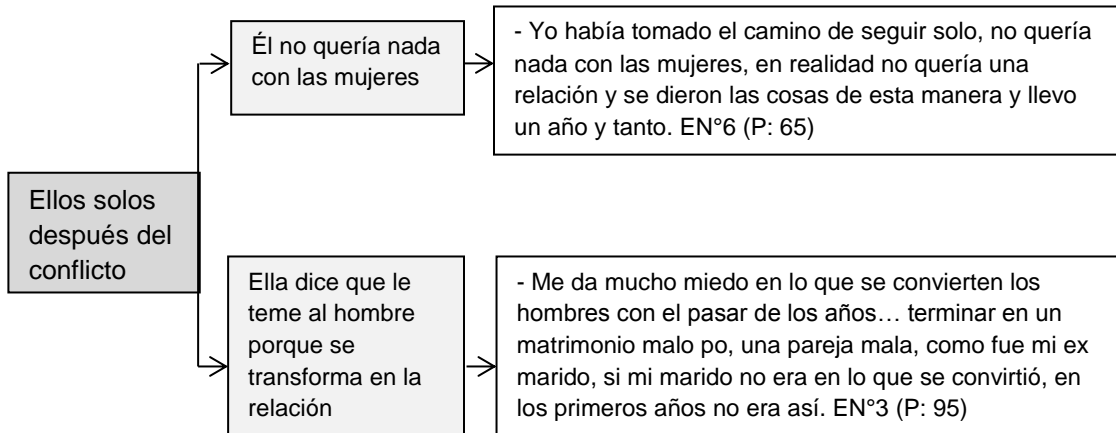 Él no quería nada
con las mujeres
- Yo había tomado el camino de seguir solo, no quería
nada con las mujeres, en realidad no quería una
relación y se dieron las cosas de esta manera y llevo
un año y tanto. EN°6 (P: 65)
Ellos solos
después del
conflicto
Ella dice que le
teme al hombre
porque se
transforma en la
relación
- Me da mucho miedo en lo que se convierten los
hombres con el pasar de los años… terminar en un
matrimonio malo po, una pareja mala, como fue mi ex
marido, si mi marido no era en lo que se convirtió, en
los primeros años no era así. EN°3 (P: 95)